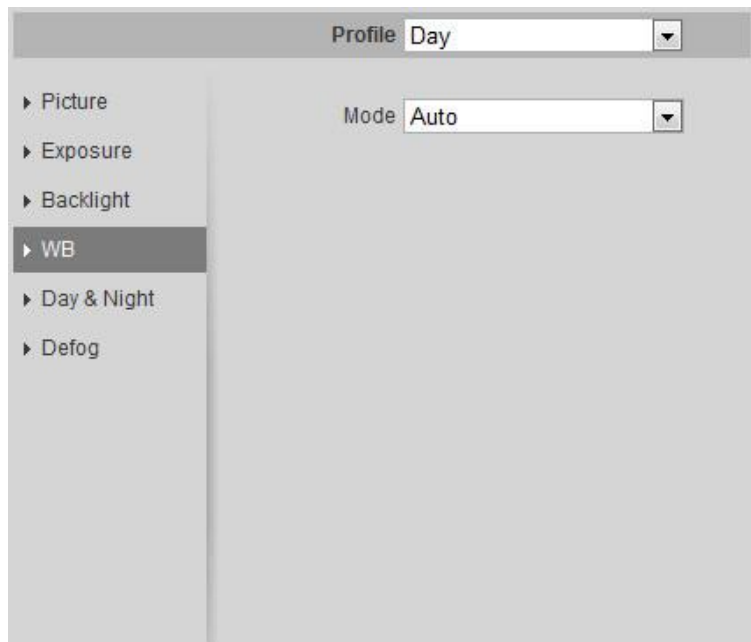 Profile Day
Picture
Mode Auto
Exposure
Backlight
WB
Day & Night
Defog